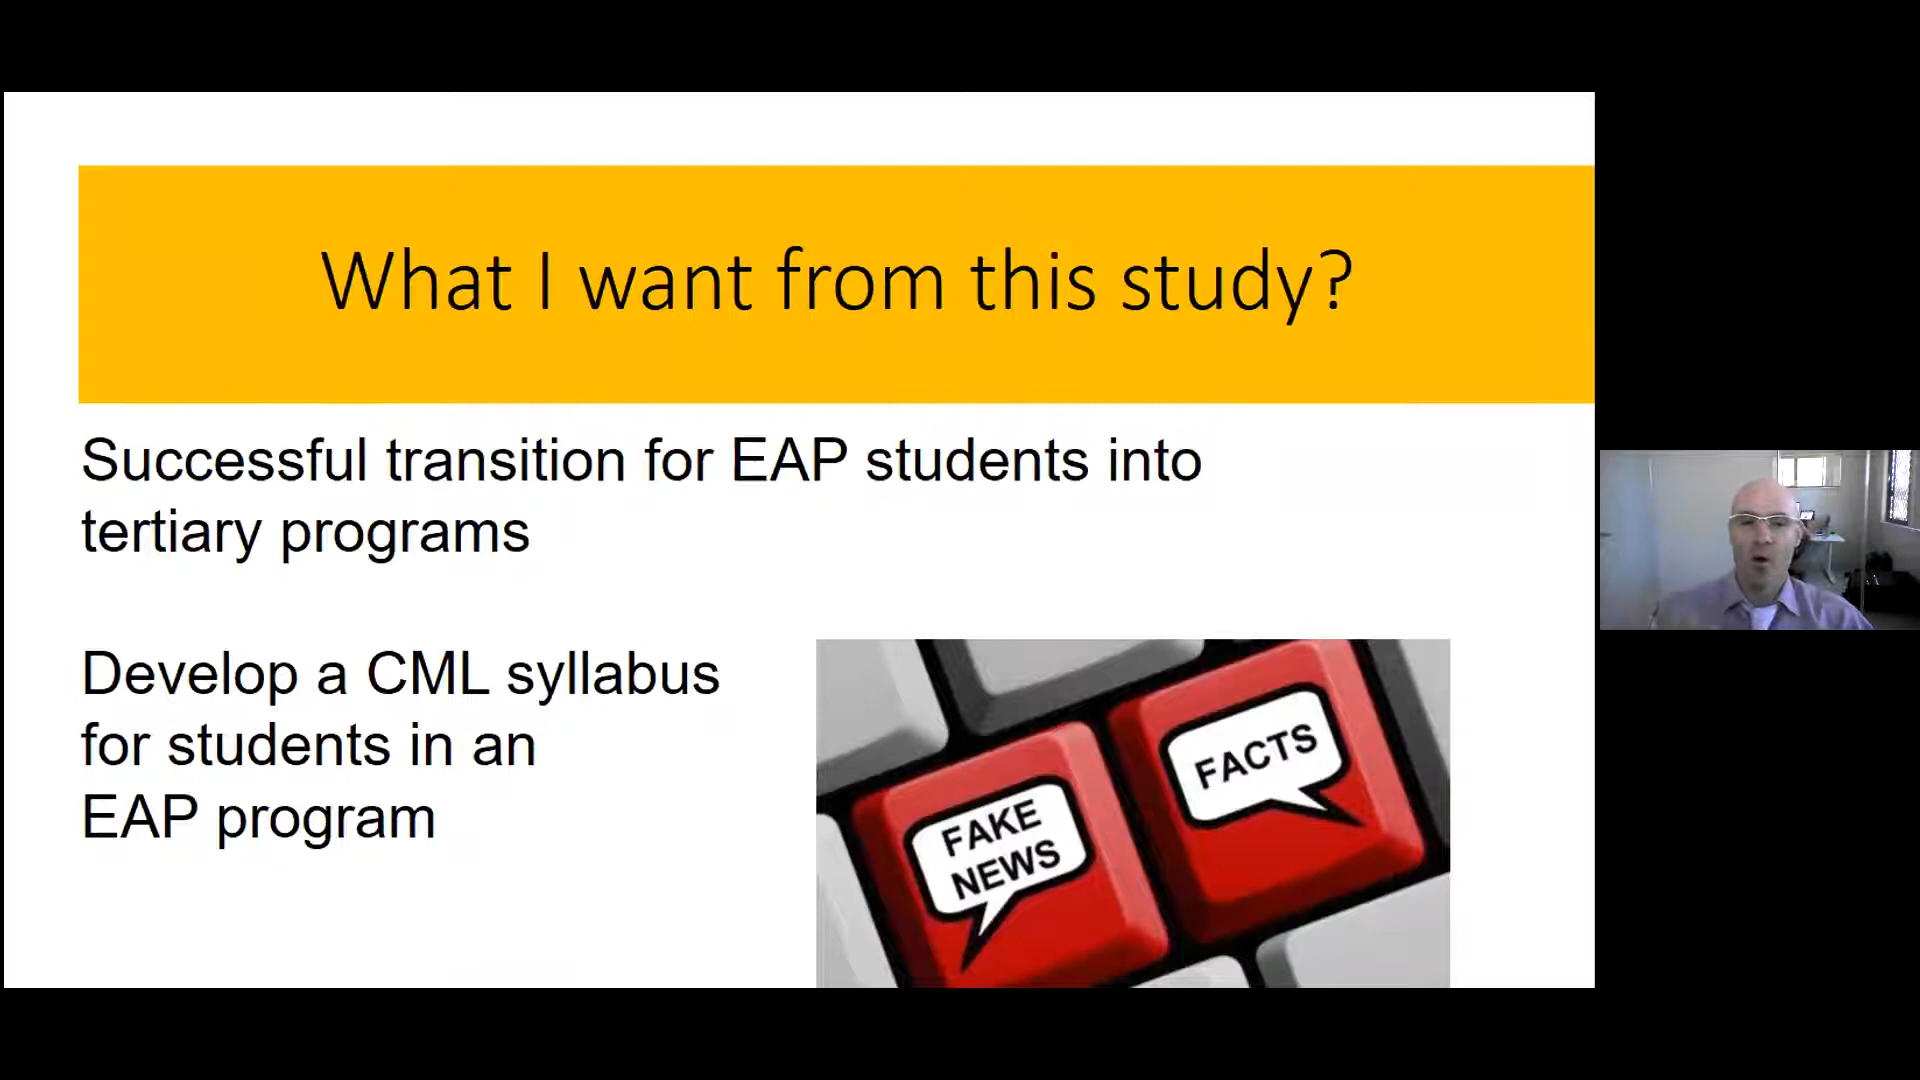 What I want from this study?
Successful transition for EAP students into
tertiary programs
Develop a CML syllabus
for students in an
EAP program
FAKE
NEWS
FACTS